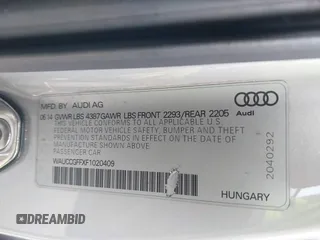 MFD BY AUDI AG
06.14 GVWR LBS 4387 GAWR LBS FRONT 2293/REAR 2205
THIS VEHICLE CONFORMS TO ALL APPLICABLE U.S.
FEDERAL MOTOR VEHICLE SAFETY, BUMPER AND THEFT
PREVENTION STANDARDS IN EFFECT ON THE DATE OF
MANUFACTURE SHOWN ABOVE
PASSENGER CAR
WAUCCGFFXF1020409
Audi
2040292
HUNGARY
A AUTOBIDMASTER